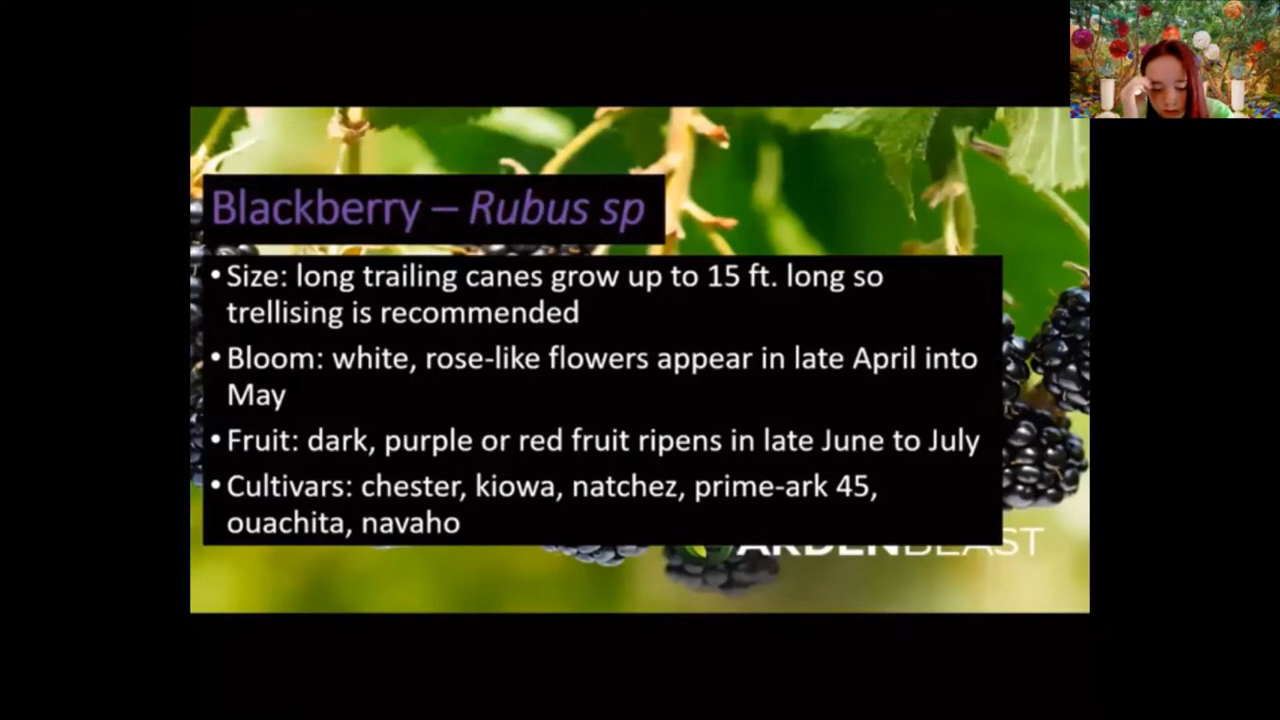 Blackberry – Rubus sp
• Size: long trailing canes grow up to 15 ft. long so
trellising is recommended
• Bloom: white, rose-like flowers appear in late April into
May
• Fruit: dark, purple or red fruit ripens in late June to July
• Cultivars: chester, kiowa, natchez, prime-ark 45,
ouachita, navaho
ARDENBEAST